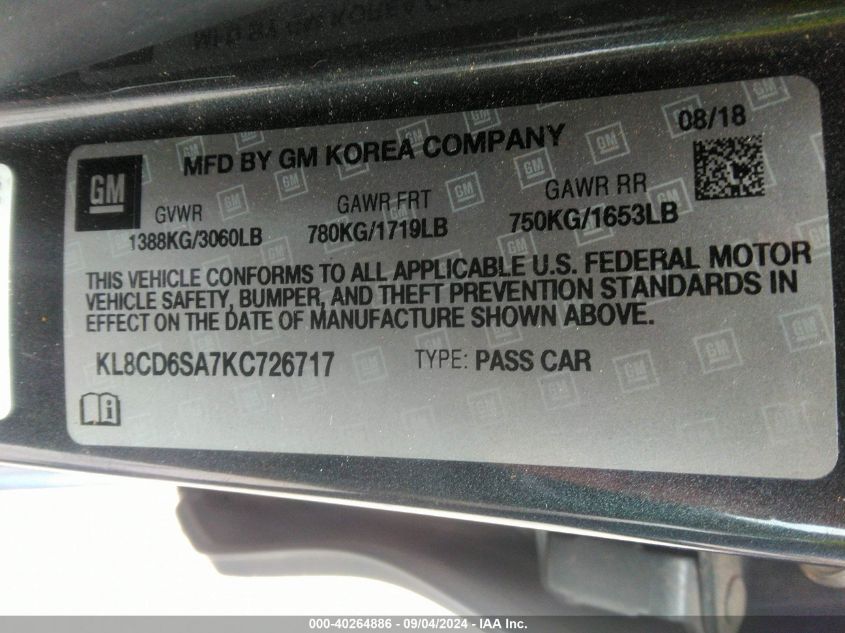 MFD BY GM KOREA COMPANY
08/18
GM
GVWR
1388KG/3060LB
GAWR FRT
780KG/1719LB
GAWR RR
750KG/1653LB
THIS VEHICLE CONFORMS TO ALL APPLICABLE U.S. FEDERAL MOTOR
VEHICLE SAFETY, BUMPER, AND THEFT PREVENTION STANDARDS IN
EFFECT ON THE DATE OF MANUFACTURE SHOWN ABOVE.
KL8CD6SA7KC726717
TYPE: PASS CAR
000-40264886 - 09/04/2024 - IAA Inc.